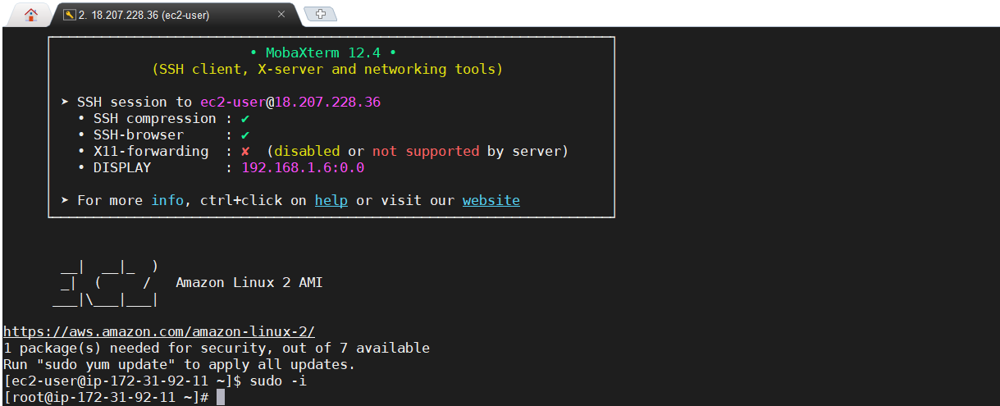 2. 18.207.228.36 (ec2-user)
• MobaXterm 12.4 •
(SSH client, X-server and networking tools)
➤ SSH session to ec2-user@18.207.228.36
• SSH compression : ✔
• SSH-browser     : ✔
• X11-forwarding  : ✘  (disabled or not supported by server)
• DISPLAY         : 192.168.1.6:0.0
➤ For more info, ctrl+click on help or visit our website
__|  __|_  )
_|  (     /   Amazon Linux 2 AMI
___|\___|___|
https://aws.amazon.com/amazon-linux-2/
1 package(s) needed for security, out of 7 available
Run "sudo yum update" to apply all updates.
[ec2-user@ip-172-31-92-11 ~]$ sudo -i
[root@ip-172-31-92-11 ~]#